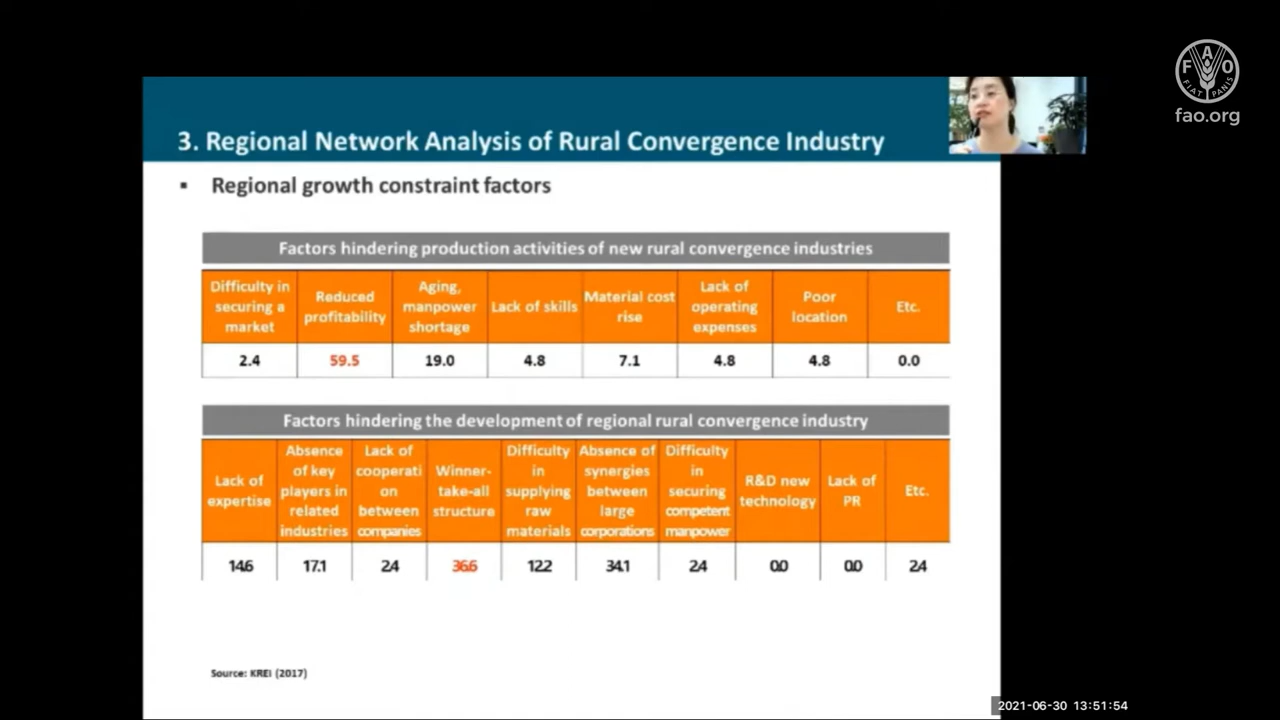 FAO
FIAT PANIS
fao.org
3. Regional Network Analysis of Rural Convergence Industry
▪ Regional growth constraint factors
Factors hindering production activities of new rural convergence industries
Difficulty in
securing a
market
Reduced
profitability
Aging,
manpower
shortage
Lack of skills
Material cost
rise
Lack of
operating
expenses
Poor
location
Etc.
2.4 59.5 19.0 4.8 7.1 4.8 4.8 0.0
Factors hindering the development of regional rural convergence industry
Lack of
expertise
Absence
of key
players in
related
industries
Lack of
cooperati
on
between
companies
Winner-
take-all
structure
Difficulty
in
supplying
raw
materials
Absence of
synergies
between
large
corporations
Difficulty
in
securing
competent
manpower
R&D new
technology
Lack of
PR
Etc.
14.6 17.1 2.4 36.6 12.2 34.1 2.4 0.0 0.0 2.4
Source: KREI (2017)
2021-06-30 13:51:54